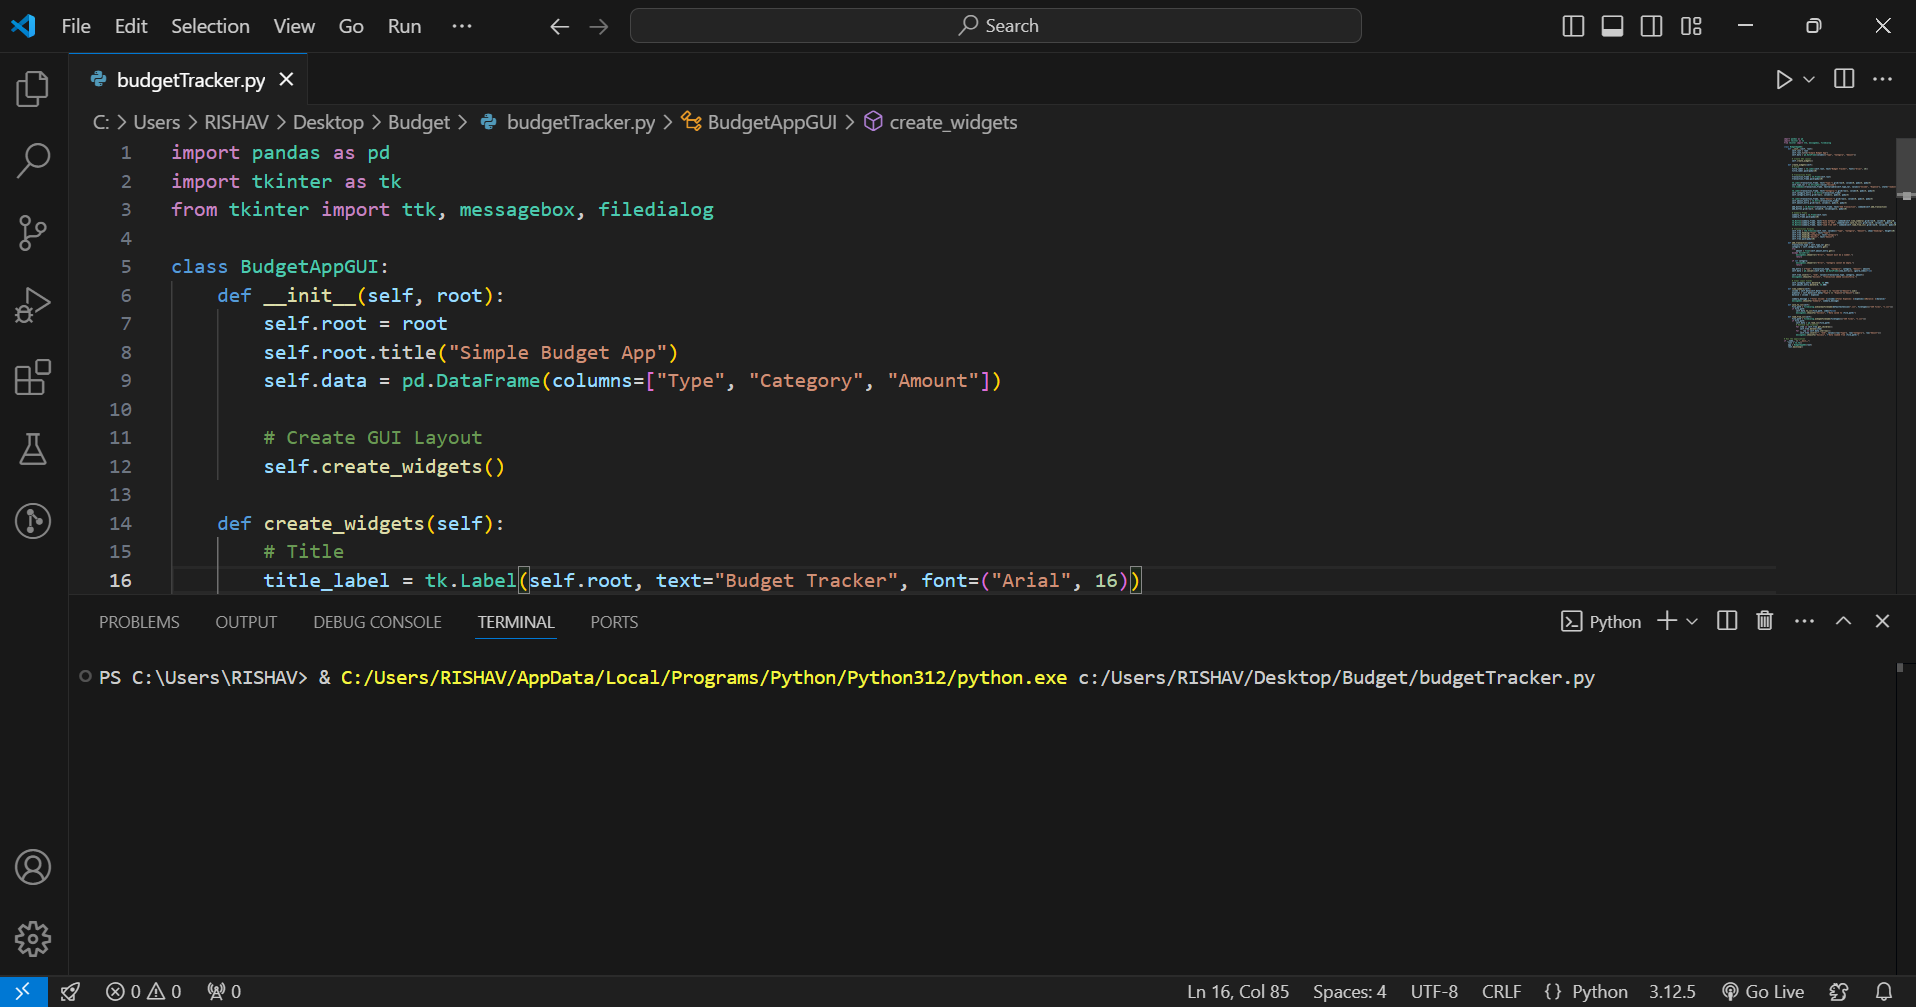 File Edit Selection View Go Run ··· Search
budgetTracker.py
C: > Users > RISHAV > Desktop > Budget > budgetTracker.py > BudgetAppGUI > create_widgets
1 import pandas as pd
2 import tkinter as tk
3 from tkinter import ttk, messagebox, filedialog
4
5 class BudgetAppGUI:
6 def __init__(self, root):
7 self.root = root
8 self.root.title("Simple Budget App")
9 self.data = pd.DataFrame(columns=["Type", "Category", "Amount"])
10
11 # Create GUI Layout
12 self.create_widgets()
13
14 def create_widgets(self):
15 # Title
16 title_label = tk.Label(self.root, text="Budget Tracker", font=("Arial", 16))
PROBLEMS OUTPUT DEBUG CONSOLE TERMINAL PORTS Python
PS C:\Users\RISHAV> & C:/Users/RISHAV/AppData/Local/Programs/Python/Python312/python.exe c:/Users/RISHAV/Desktop/Budget/budgetTracker.py
0 0 0 Ln 16, Col 85 Spaces: 4 UTF-8 CRLF {} Python 3.12.5 Go Live